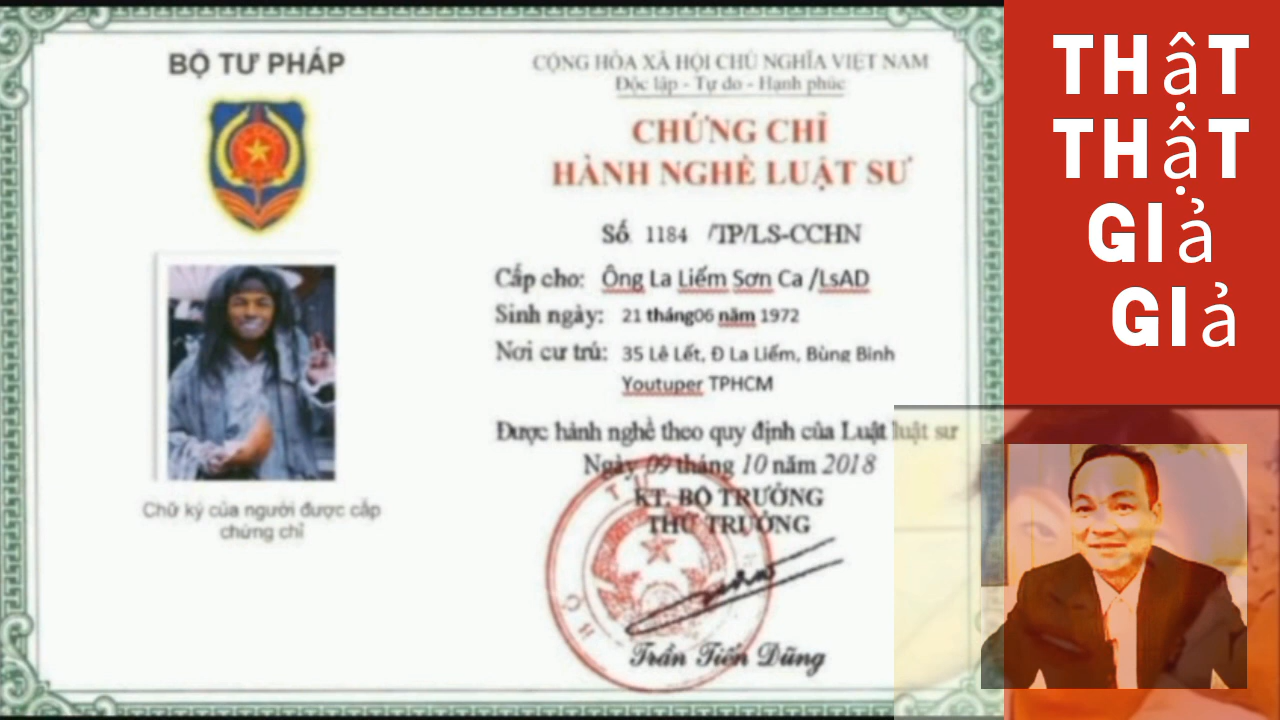 BỘ TƯ PHÁP
CỘNG HÒA XÃ HỘI CHỦ NGHĨA VIỆT NAM
Độc lập - Tự do - Hạnh phúc
CHỨNG CHỈ
HÀNH NGHỀ LUẬT SƯ
Số 1184 /TP/LS-CCHN
Cấp cho: Ông La Liếm Sơn Ca /LsAD
Sinh ngày: 21 tháng06 năm 1972
Nơi cư trú: 35 Lê Lết, Đ La Liếm, Bùng Binh
Youtuper TPHCM
Được hành nghề theo quy định của Luật luật sư
Ngày 09 tháng 10 năm 2018
KT. BỘ TRƯỞNG
THỨ TRƯỞNG
Trần Tiến Dũng
Chữ ký của người được cấp
chứng chỉ
THậT
THậT
GIả
GIả